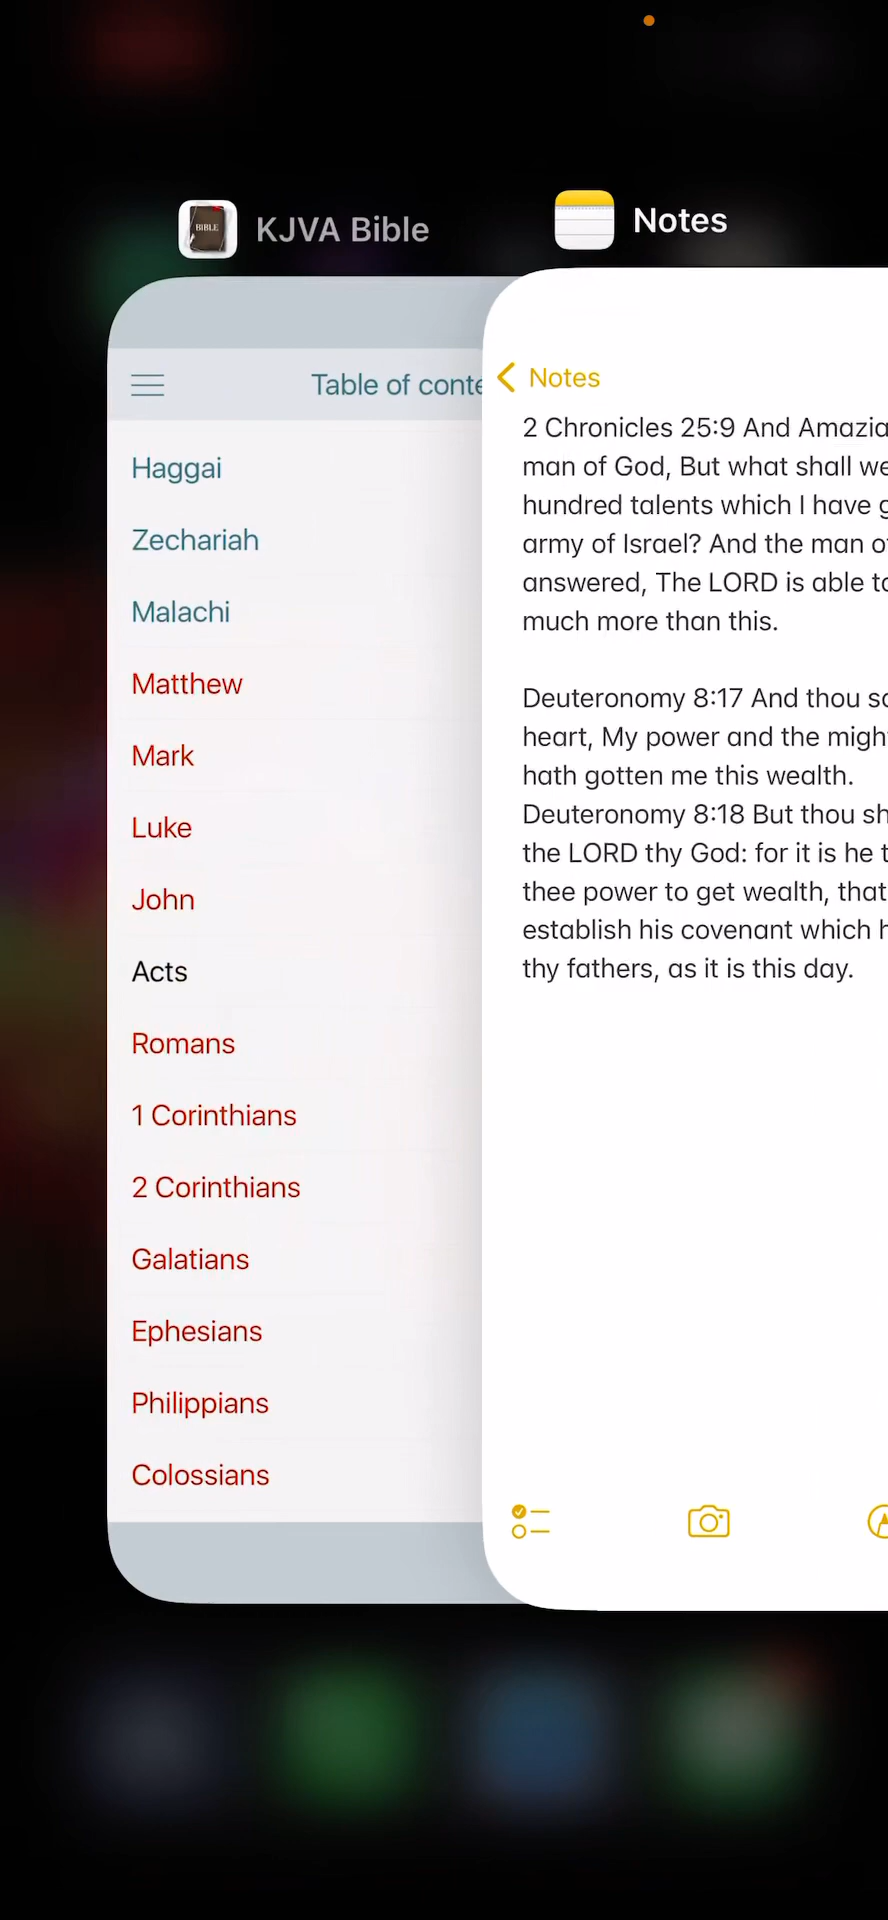 KJVA Bible
Notes
BIBLE
Table of conte
Haggai
Zechariah
Malachi
Matthew
Mark
Luke
John
Acts
Romans
1 Corinthians
2 Corinthians
Galatians
Ephesians
Philippians
Colossians
Notes
2 Chronicles 25:9 And Amazia
man of God, But what shall we
hundred talents which I have g
army of Israel? And the man o
answered, The LORD is able to
much more than this.
Deuteronomy 8:17 And thou sa
heart, My power and the migh
hath gotten me this wealth.
Deuteronomy 8:18 But thou sh
the LORD thy God: for it is he t
thee power to get wealth, that
establish his covenant which h
thy fathers, as it is this day.